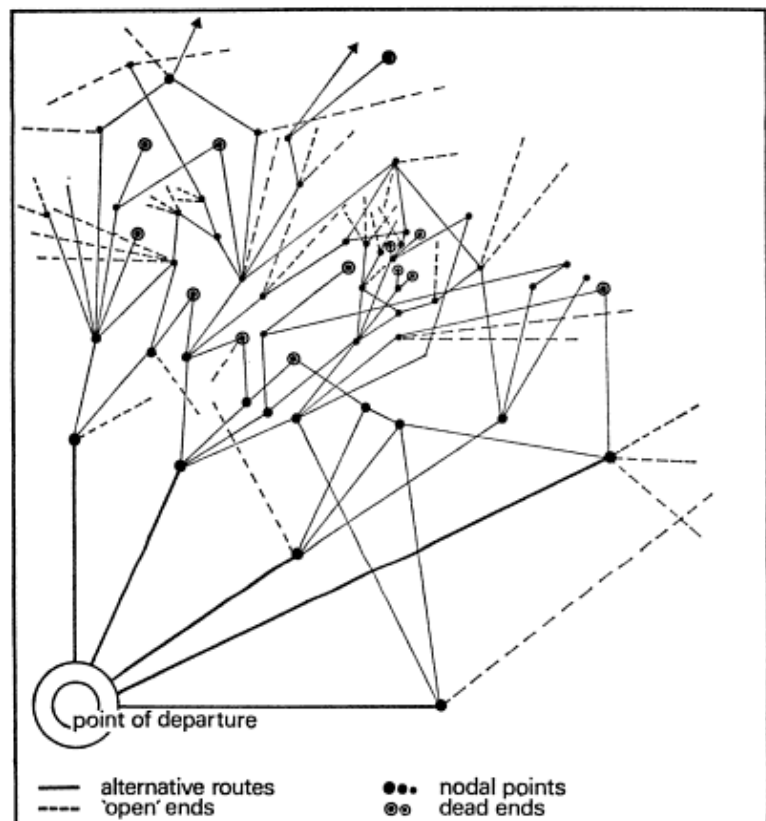 point of departure
alternative routes
nodal points
'open' ends
dead ends